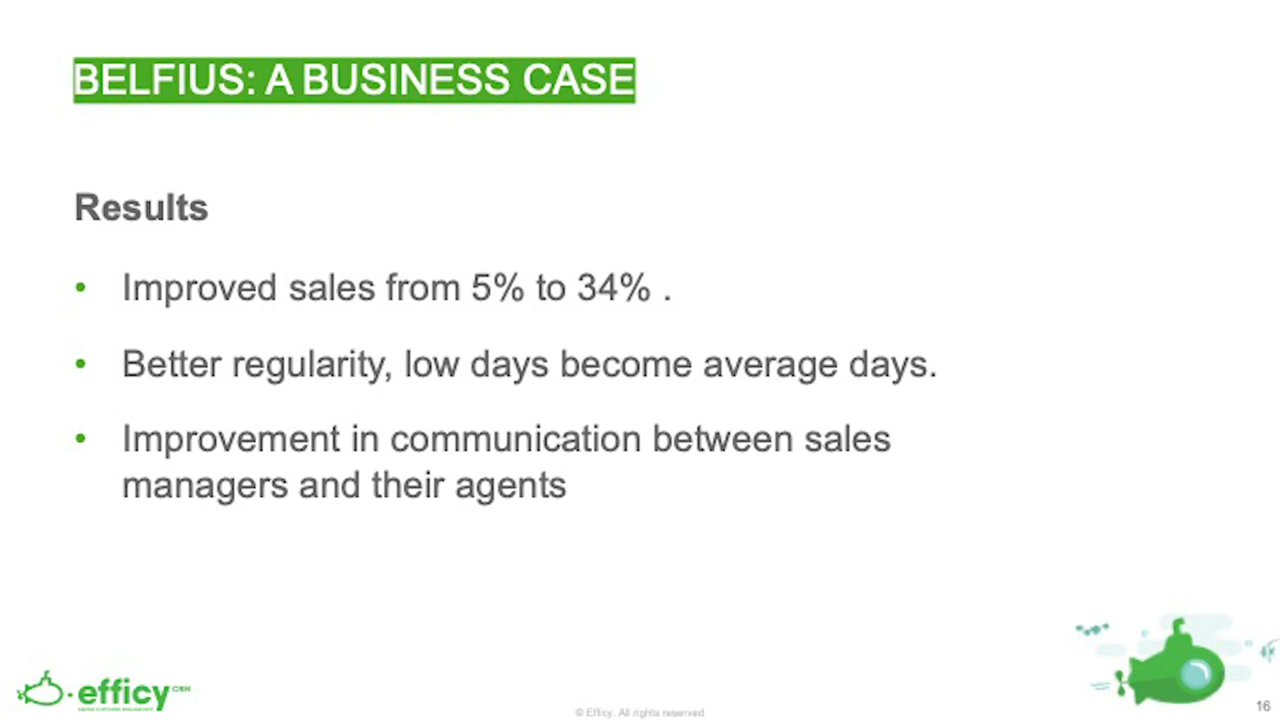 BELFIUS: A BUSINESS CASE
Results
• Improved sales from 5% to 34% .
• Better regularity, low days become average days.
• Improvement in communication between sales
managers and their agents
efficy CRM
© Efficy. All rights reserved
16